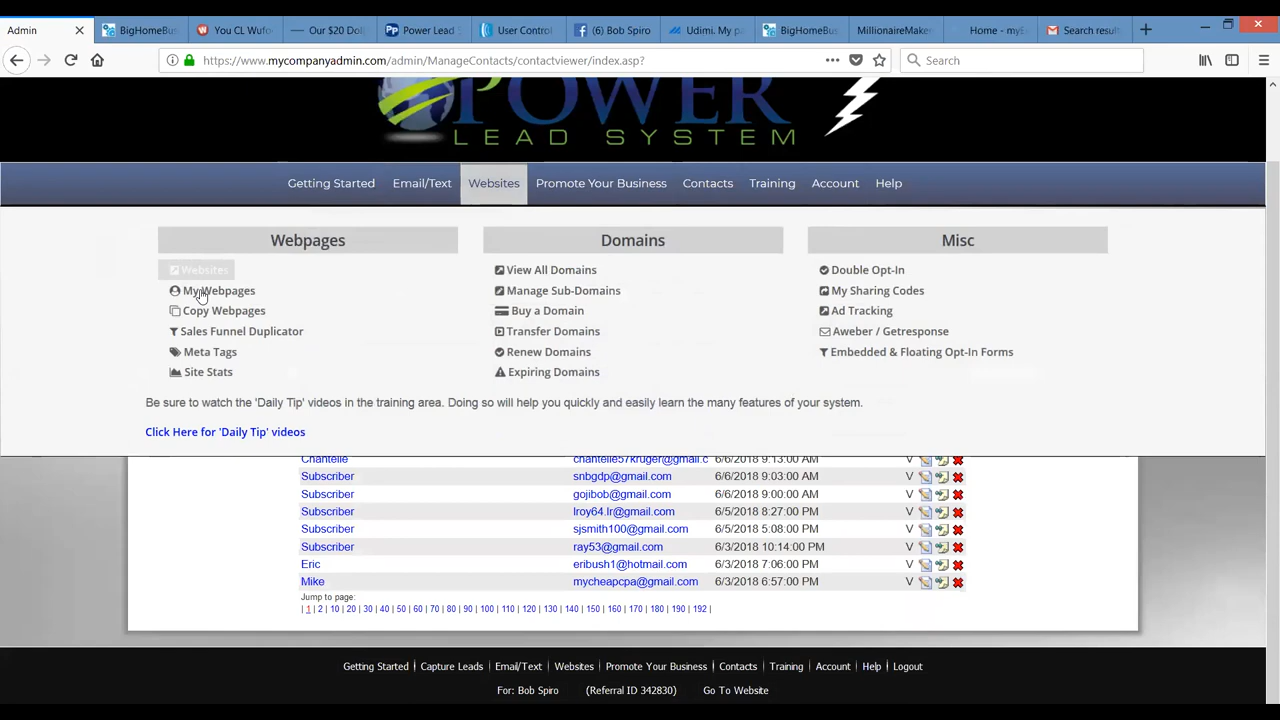 Admin
BigHomeBus
You CL Wufo
Our $20 Dol
Power Lead S
User Control
(6) Bob Spiro
Udimi. My pa
BigHomeBus
MillionaireMaker
Home - myE
Search result
https://www.mycompanyadmin.com/admin/ManageContacts/contactvewer/index.asp?
Search
POWER
LEAD SYSTEM
Getting Started
Email/Text
Websites
Promote Your Business
Contacts
Training
Account
Help
Webpages
Websites
My Webpages
Copy Webpages
Sales Funnel Duplicator
Meta Tags
Site Stats
Domains
View All Domains
Manage Sub-Domains
Buy a Domain
Transfer Domains
Renew Domains
Expiring Domains
Misc
Double Opt-In
My Sharing Codes
Ad Tracking
Aweber / Getresponse
Embedded & Floating Opt-In Forms
Be sure to watch the 'Daily Tip' videos in the training area. Doing so will help you quickly and easily learn the many features of your system.
Click Here for 'Daily Tip' videos
Chantelle chantelle57kruger@gmail.c 6/6/2018 9:13:00 AM
Subscriber snbgdp@gmail.com 6/6/2018 9:03:00 AM V
Subscriber gojibob@gmail.com 6/6/2018 9:00:00 AM V
Subscriber lroy64.lr@gmail.com 6/5/2018 8:27:00 PM V
Subscriber sjsmith100@gmail.com 6/5/2018 5:08:00 PM V
Subscriber ray53@gmail.com 6/3/2018 10:14:00 PM V
Eric eribush1@hotmail.com 6/3/2018 7:06:00 PM V
Mike mycheapcpa@gmail.com 6/3/2018 6:57:00 PM V
Jump to page:
| 1 | 2 | 10 | 20 | 30 | 40 | 50 | 60 | 70 | 80 | 90 | 100 | 110 | 120 | 130 | 140 | 150 | 160 | 170 | 180 | 190 | 192 |
Getting Started | Capture Leads | Email/Text | Websites | Promote Your Business | Contacts | Training | Account | Help | Logout
For: Bob Spiro (Referral ID 342830) Go To Website